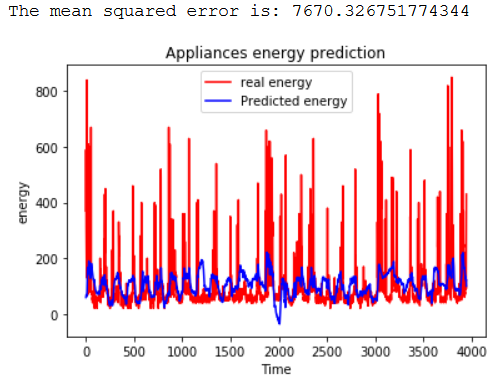 The mean squared error is: 7670.326751774344
Appliances energy prediction
real energy
Predicted energy
800
600
400
200
0
energy
0 500 1000 1500 2000 2500 3000 3500 4000
Time